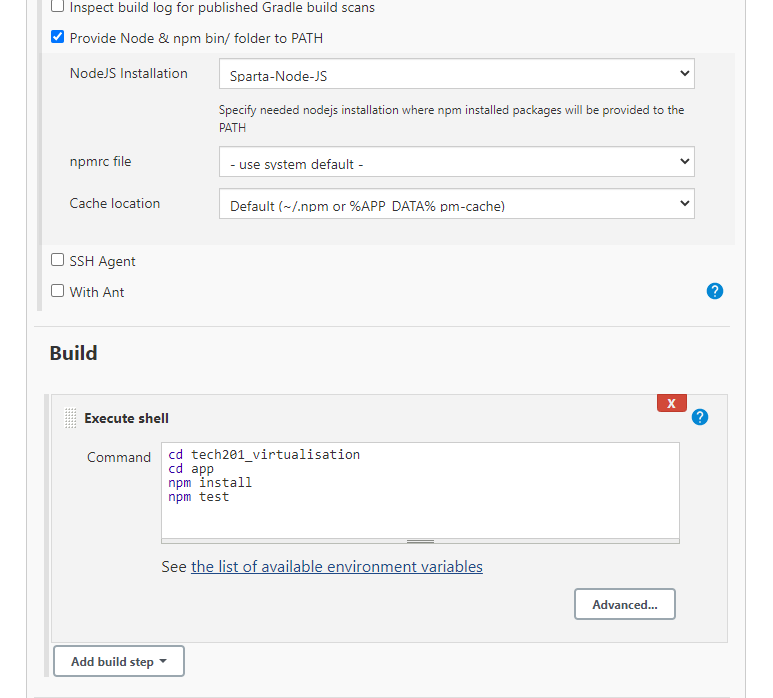 Inspect build log for published Gradle build scans
Provide Node & npm bin/ folder to PATH
NodeJS Installation
Sparta-Node-JS
Specify needed nodejs installation where npm installed packages will be provided to the
PATH
npmrc file
- use system default -
Cache location
Default (~/.npm or %APP_DATA% pm-cache)
SSH Agent
With Ant
?
Build
X
Execute shell
?
Command
cd tech201_virtualisation
cd app
npm install
npm test
See the list of available environment variables
Advanced...
Add build step